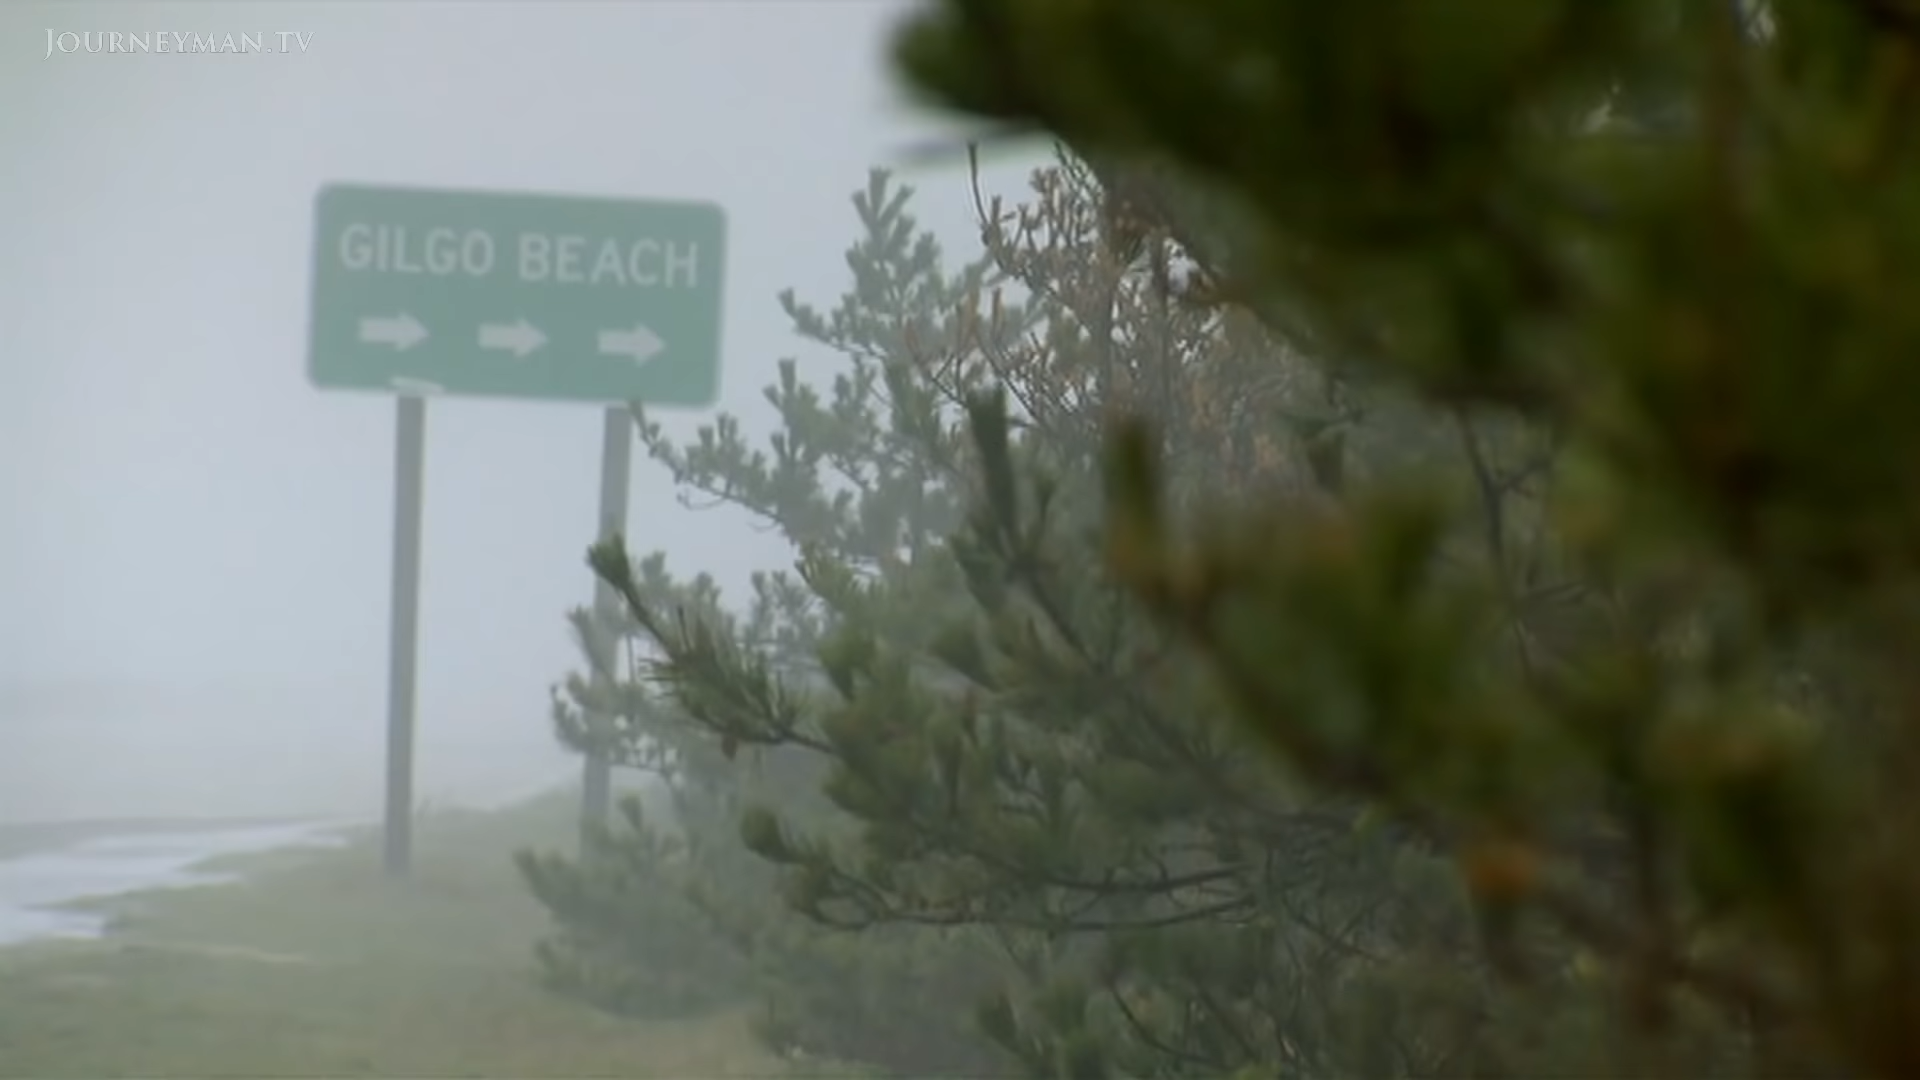 JOURNEYMAN.TV
GILGO BEACH
→ → →